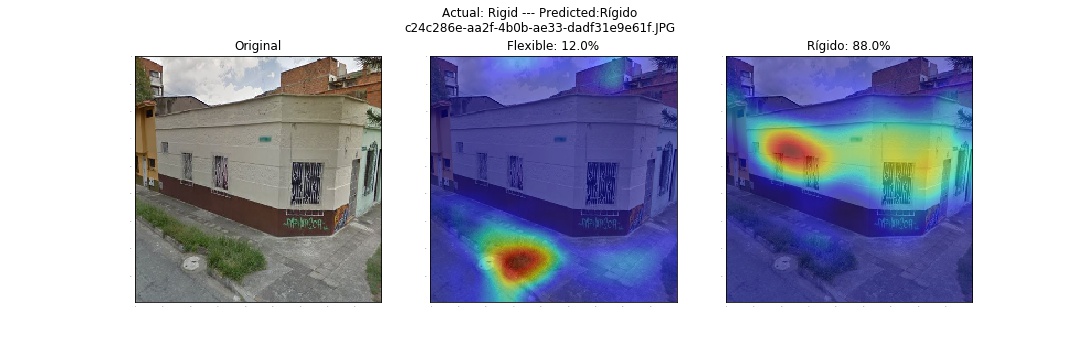 Actual: Rigid --- Predicted:Rígido
c24c286e-aa2f-4b0b-ae33-dadf31e9e61f.JPG
Original
Flexible: 12.0%
Rígido: 88.0%